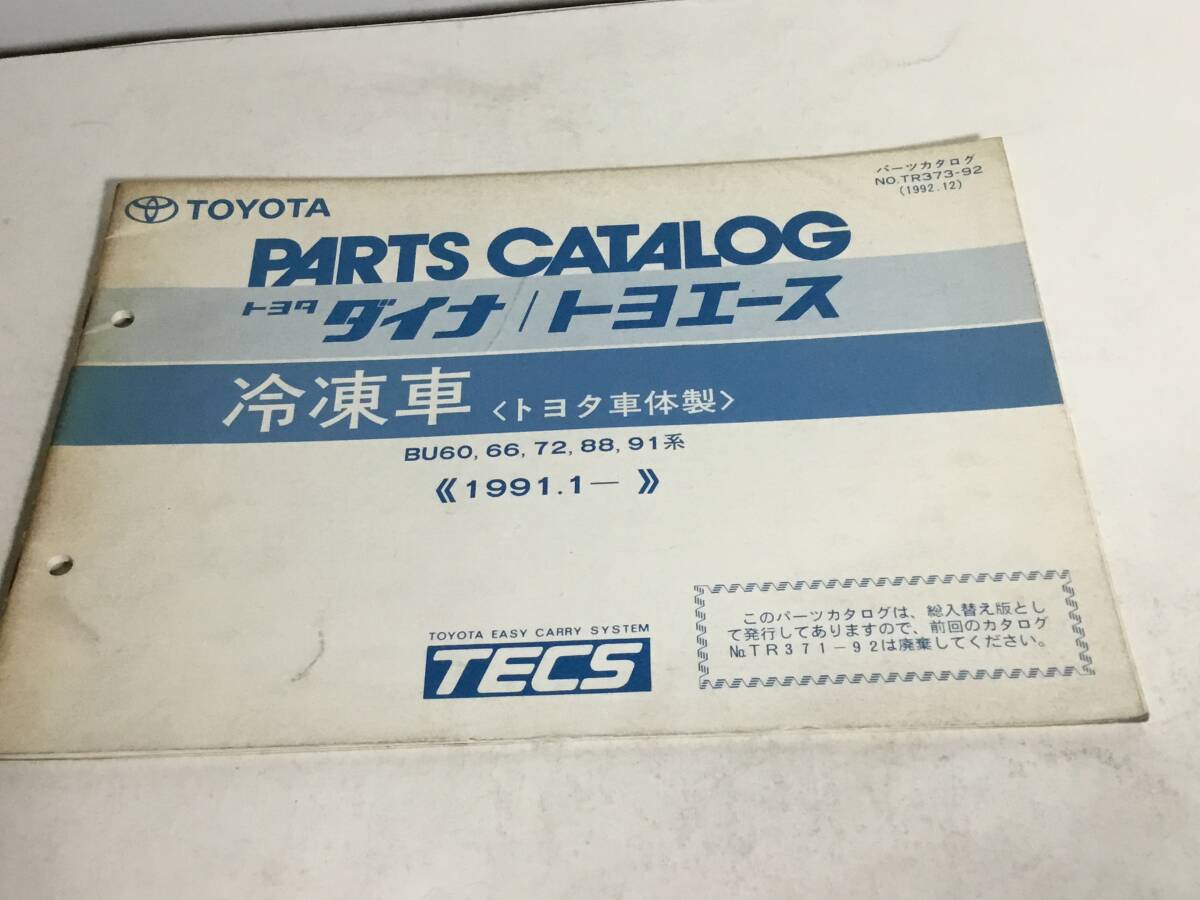 TOYOTA
パーツカタログ
NO.TR373-92
(1992.12)
PARTS CATALOG
トヨタ ダイナ/トヨエース
冷凍車〈トヨタ車体製〉
BU60, 66, 72, 88, 91系
《1991.1― 》
TOYOTA EASY CARRY SYSTEM
TECS
このパーツカタログは、総入替え版とし
て発行してありますので、前回のカタログ
№TR371-92は廃棄してください。